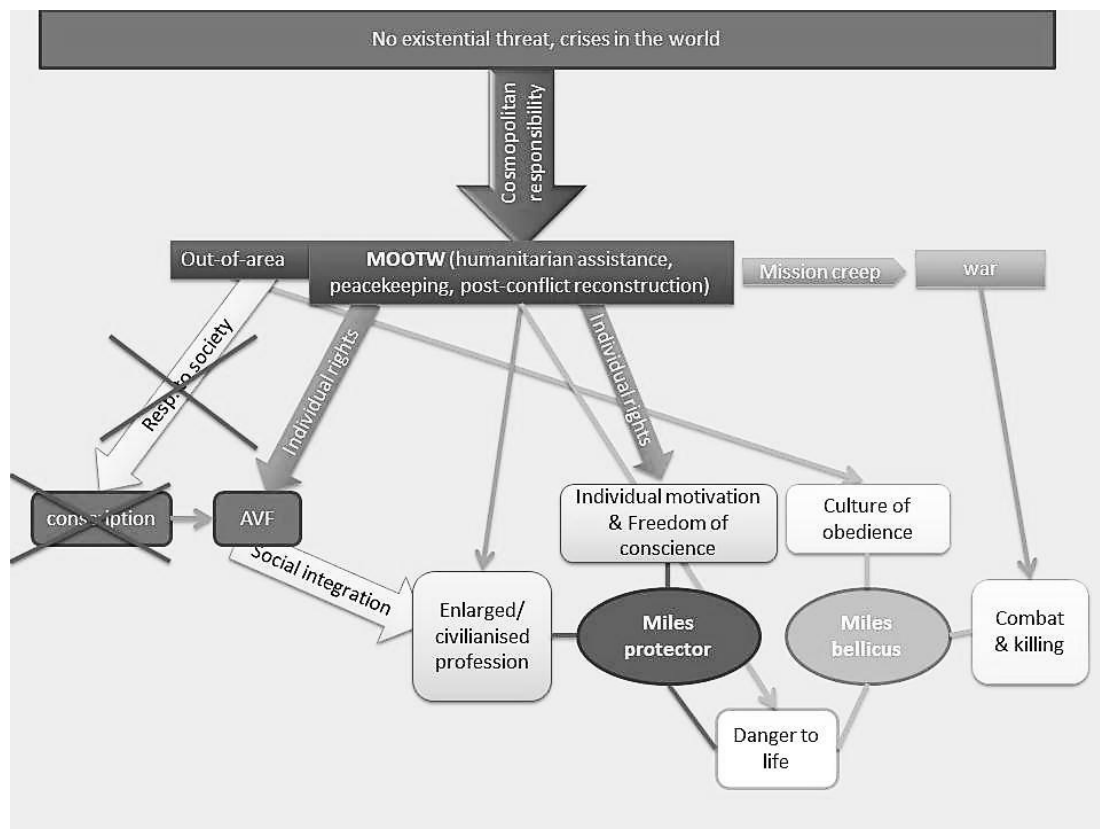 No existential threat, crises in the world
Cosmopolitan
responsibility
Out-of-area
MOOTW (humanitarian assistance,
peacekeeping, post-conflict reconstruction)
Mission creep
war
Resp. to society
Individual rights
Individual rights
conscription
AVF
Individual motivation
& Freedom of
conscience
Culture of
obedience
Social integration
Enlarged/
civilianised
profession
Miles
protector
Miles
bellicus
Combat
& killing
Danger to
life